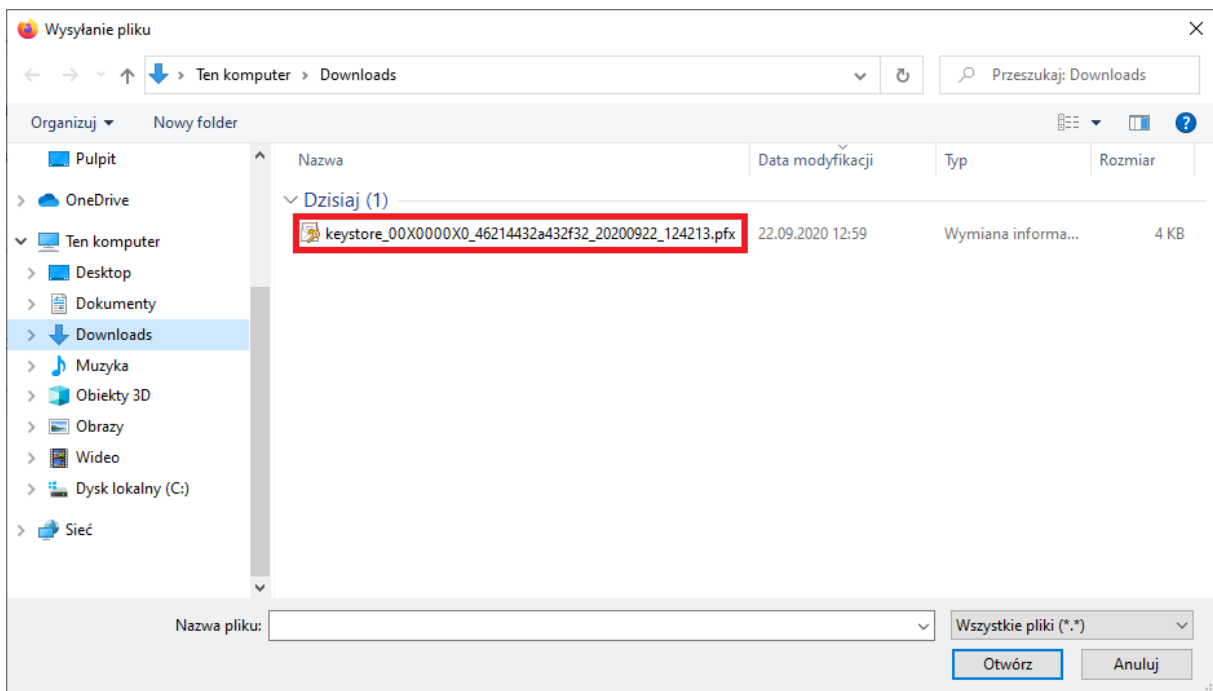 Wysyłanie pliku
Ten komputer > Downloads
Przeszukaj: Downloads
Organizuj
Nowy folder
Pulpit
OneDrive
Ten komputer
Desktop
Dokumenty
Downloads
Muzyka
Obiekty 3D
Obrazy
Wideo
Dysk lokalny (C:)
Sieć
Nazwa
Data modyfikacji
Typ
Rozmiar
Dzisiaj (1)
keystore_00X0000X0_46214432a432f32_20200922_124213.pfx
22.09.2020 12:59
Wymiana informa...
4 KB
Nazwa pliku:
Wszystkie pliki (*.*)
Otwórz
Anuluj